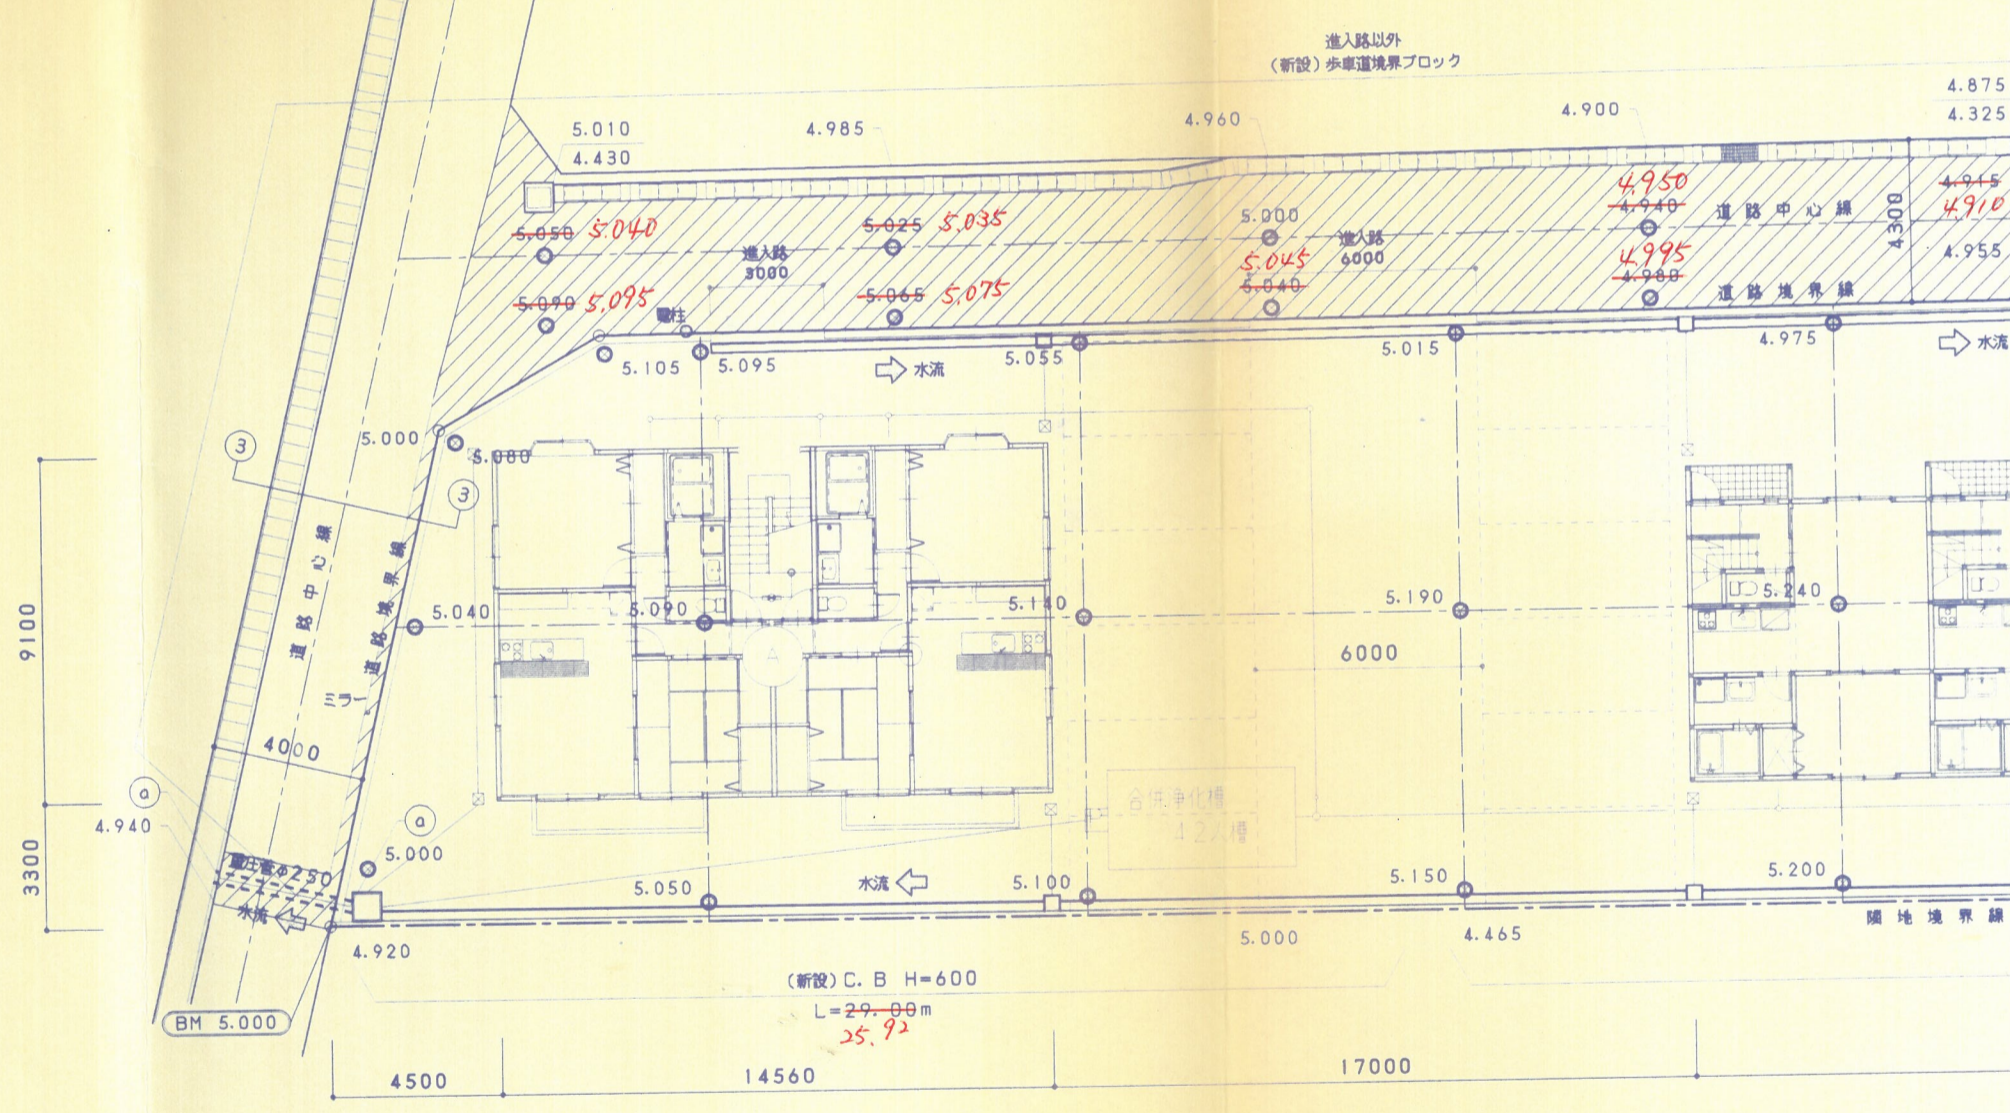 進入路以外
(新設)歩車道境界ブロック
5.010
4.430
4.985
4.960
4.900
4.875
4.325
5.050 5.040
5.025 5.035
5.000
4.950
4.940
道路中心線
4300
4.915
4.910
進入路
3000
進入路
6000
5.045
5.040
4.995
4.980
4.955
5.090 5.095
5.065 5.075
道路境界線
電柱
5.105
5.095
水流
5.055
5.015
4.975
水流
3
5.000
5.080
3
道路中心線
道路境界線
9100
5.040
5.090
5.140
5.190
5.240
A
6000
ミラー
4000
a
4.940
a
5.000
合併浄化槽
42人槽
3300
重圧管φ250
水流
5.050
水流
5.100
5.150
5.200
隣地境界線
4.920
5.000
4.465
(新設)C.B H=600
L=29.00m
25.92
BM 5.000
4500
14560
17000